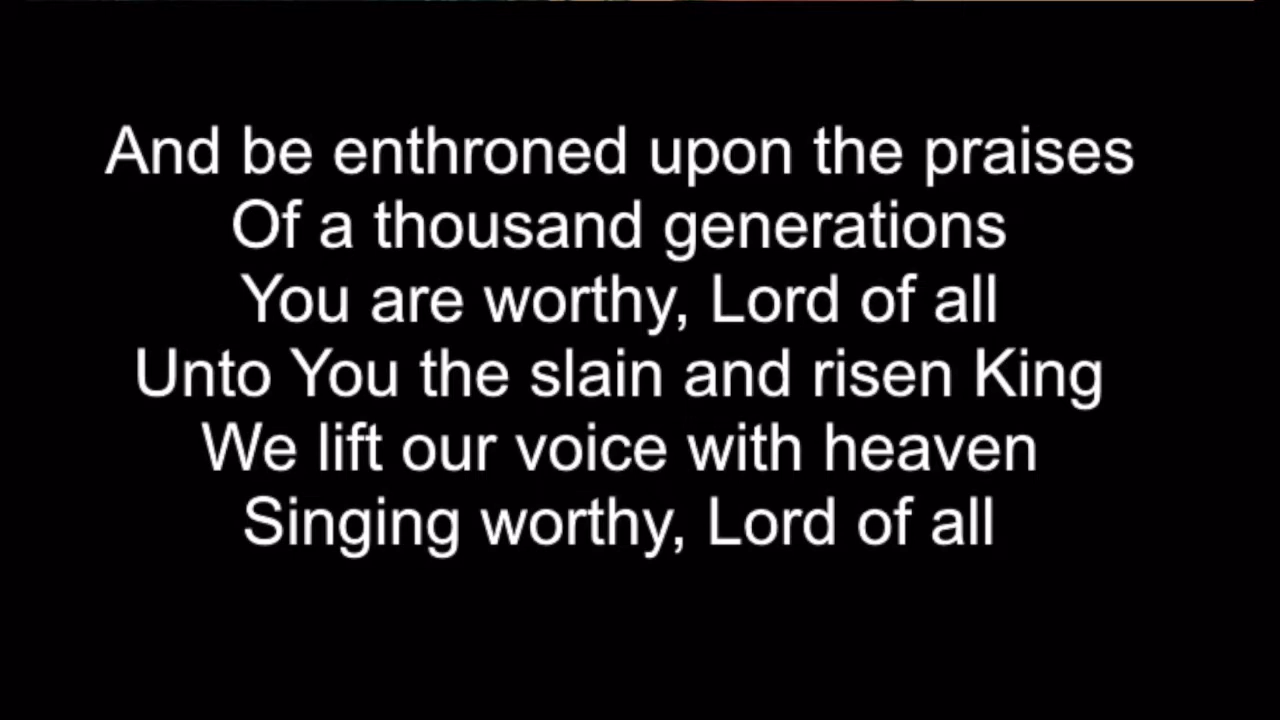 And be enthroned upon the praises
Of a thousand generations
You are worthy, Lord of all
Unto You the slain and risen King
We lift our voice with heaven
Singing worthy, Lord of all